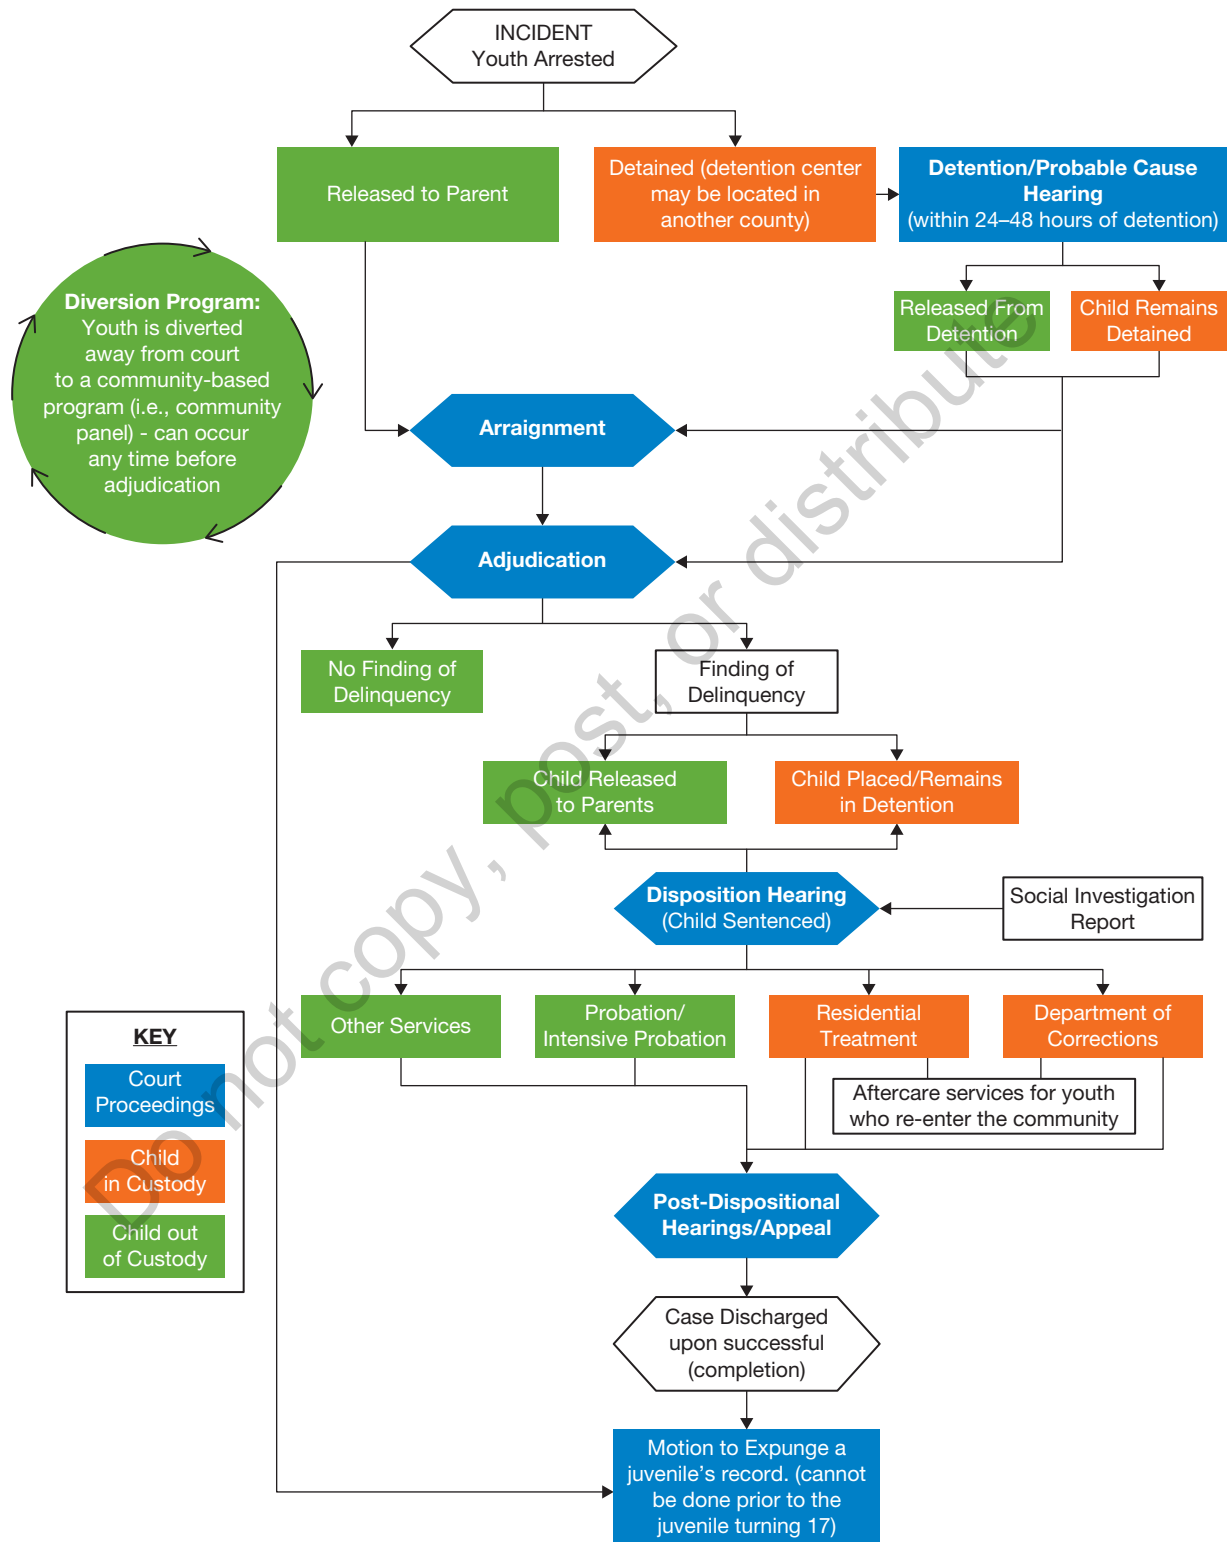 INCIDENT
Youth Arrested
Released to Parent
Detained (detention center
may be located in
another county)
Detention/Probable Cause
Hearing
(within 24–48 hours of detention)
Diversion Program:
Youth is diverted
away from court
to a community-based
program (i.e., community
panel) - can occur
any time before
adjudication
Released From
Detention
Child Remains
Detained
Arraignment
Adjudication
No Finding of
Delinquency
Finding of
Delinquency
Child Released
to Parents
Child Placed/Remains
in Detention
Disposition Hearing
(Child Sentenced)
Social Investigation
Report
Other Services
Probation/
Intensive Probation
Residential
Treatment
Department of
Corrections
Aftercare services for youth
who re-enter the community
KEY
Court
Proceedings
Child
in Custody
Child out
of Custody
Post-Dispositional
Hearings/Appeal
Case Discharged
upon successful
(completion)
Motion to Expunge a
juvenile's record. (cannot
be done prior to the
juvenile turning 17)
Do not copy, post, or distribute